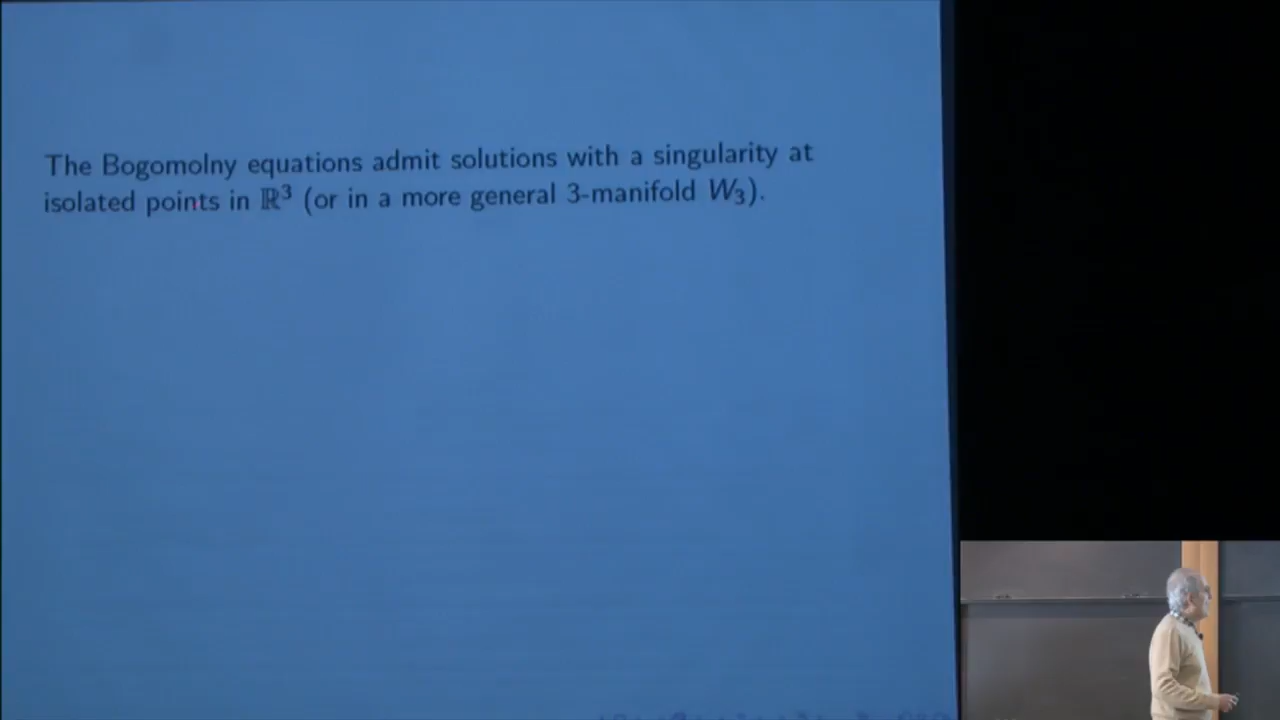 The Bogomolny equations admit solutions with a singularity at
isolated points in ℝ³ (or in a more general 3-manifold W₃).